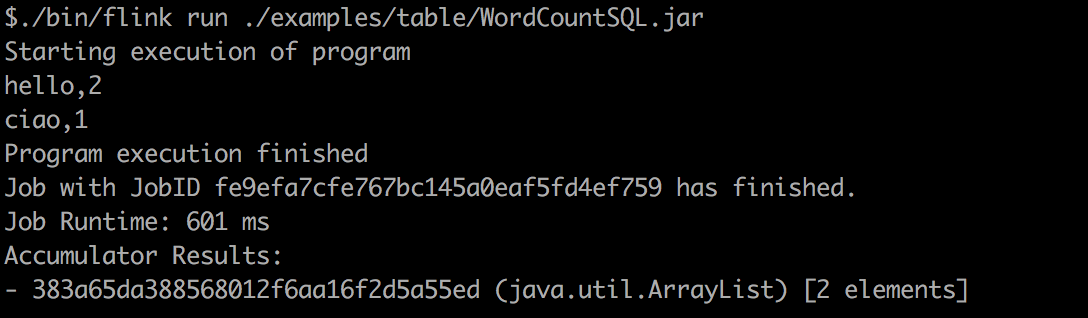 $./bin/flink run ./examples/table/WordCountSQL.jar
Starting execution of program
hello,2
ciao,1
Program execution finished
Job with JobID fe9efa7cfe767bc145a0eaf5fd4ef759 has finished.
Job Runtime: 601 ms
Accumulator Results:
- 383a65da388568012f6aa16f2d5a55ed (java.util.ArrayList) [2 elements]